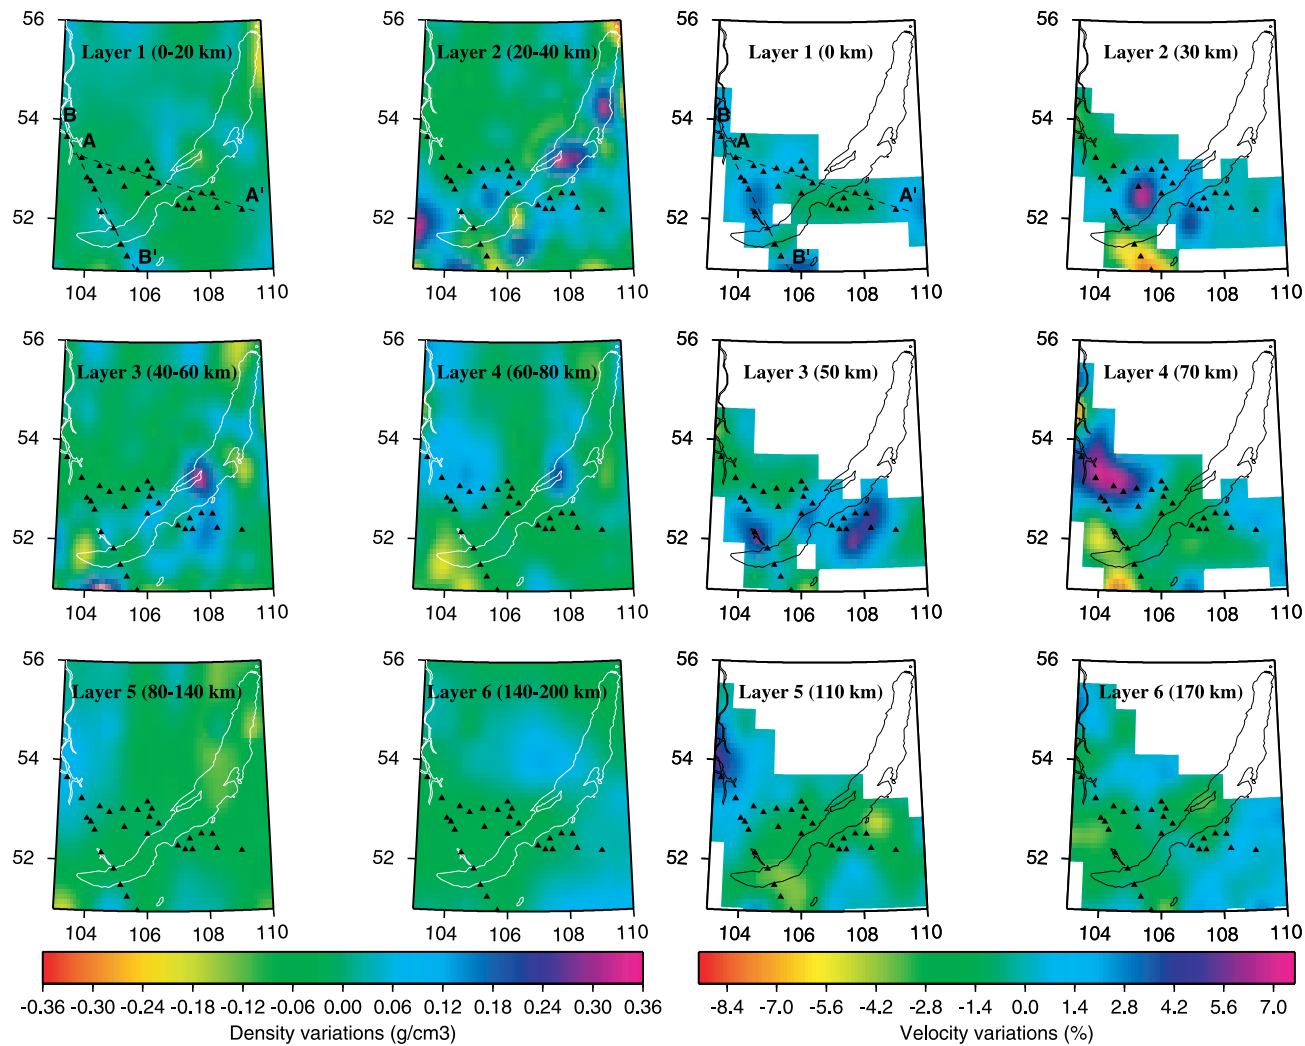 56
56
56
Layer 1 (0-20 km)
Layer 2 (20-40 km)
Layer 1 (0 km)
Layer 2 (30 km)
54
54
54
B
B
A
A
A'
A'
52
52
52
B'
B'
104 106 108 110
104 106 108 110
104 106 108 110
104 106 108 110
56
56
56
Layer 3 (40-60 km)
Layer 4 (60-80 km)
Layer 3 (50 km)
Layer 4 (70 km)
54
54
54
52
52
52
104 106 108 110
104 106 108 110
104 106 108 110
104 106 108 110
56
56
56
Layer 5 (80-140 km)
Layer 6 (140-200 km)
Layer 5 (110 km)
Layer 6 (170 km)
54
54
54
52
52
52
104 106 108 110
104 106 108 110
104 106 108 110
104 106 108 110
-0.36 -0.30 -0.24 -0.18 -0.12 -0.06 0.00 0.06 0.12 0.18 0.24 0.30 0.36
Density variations (g/cm3)
-8.4 -7.0 -5.6 -4.2 -2.8 -1.4 0.0 1.4 2.8 4.2 5.6 7.0
Velocity variations (%)